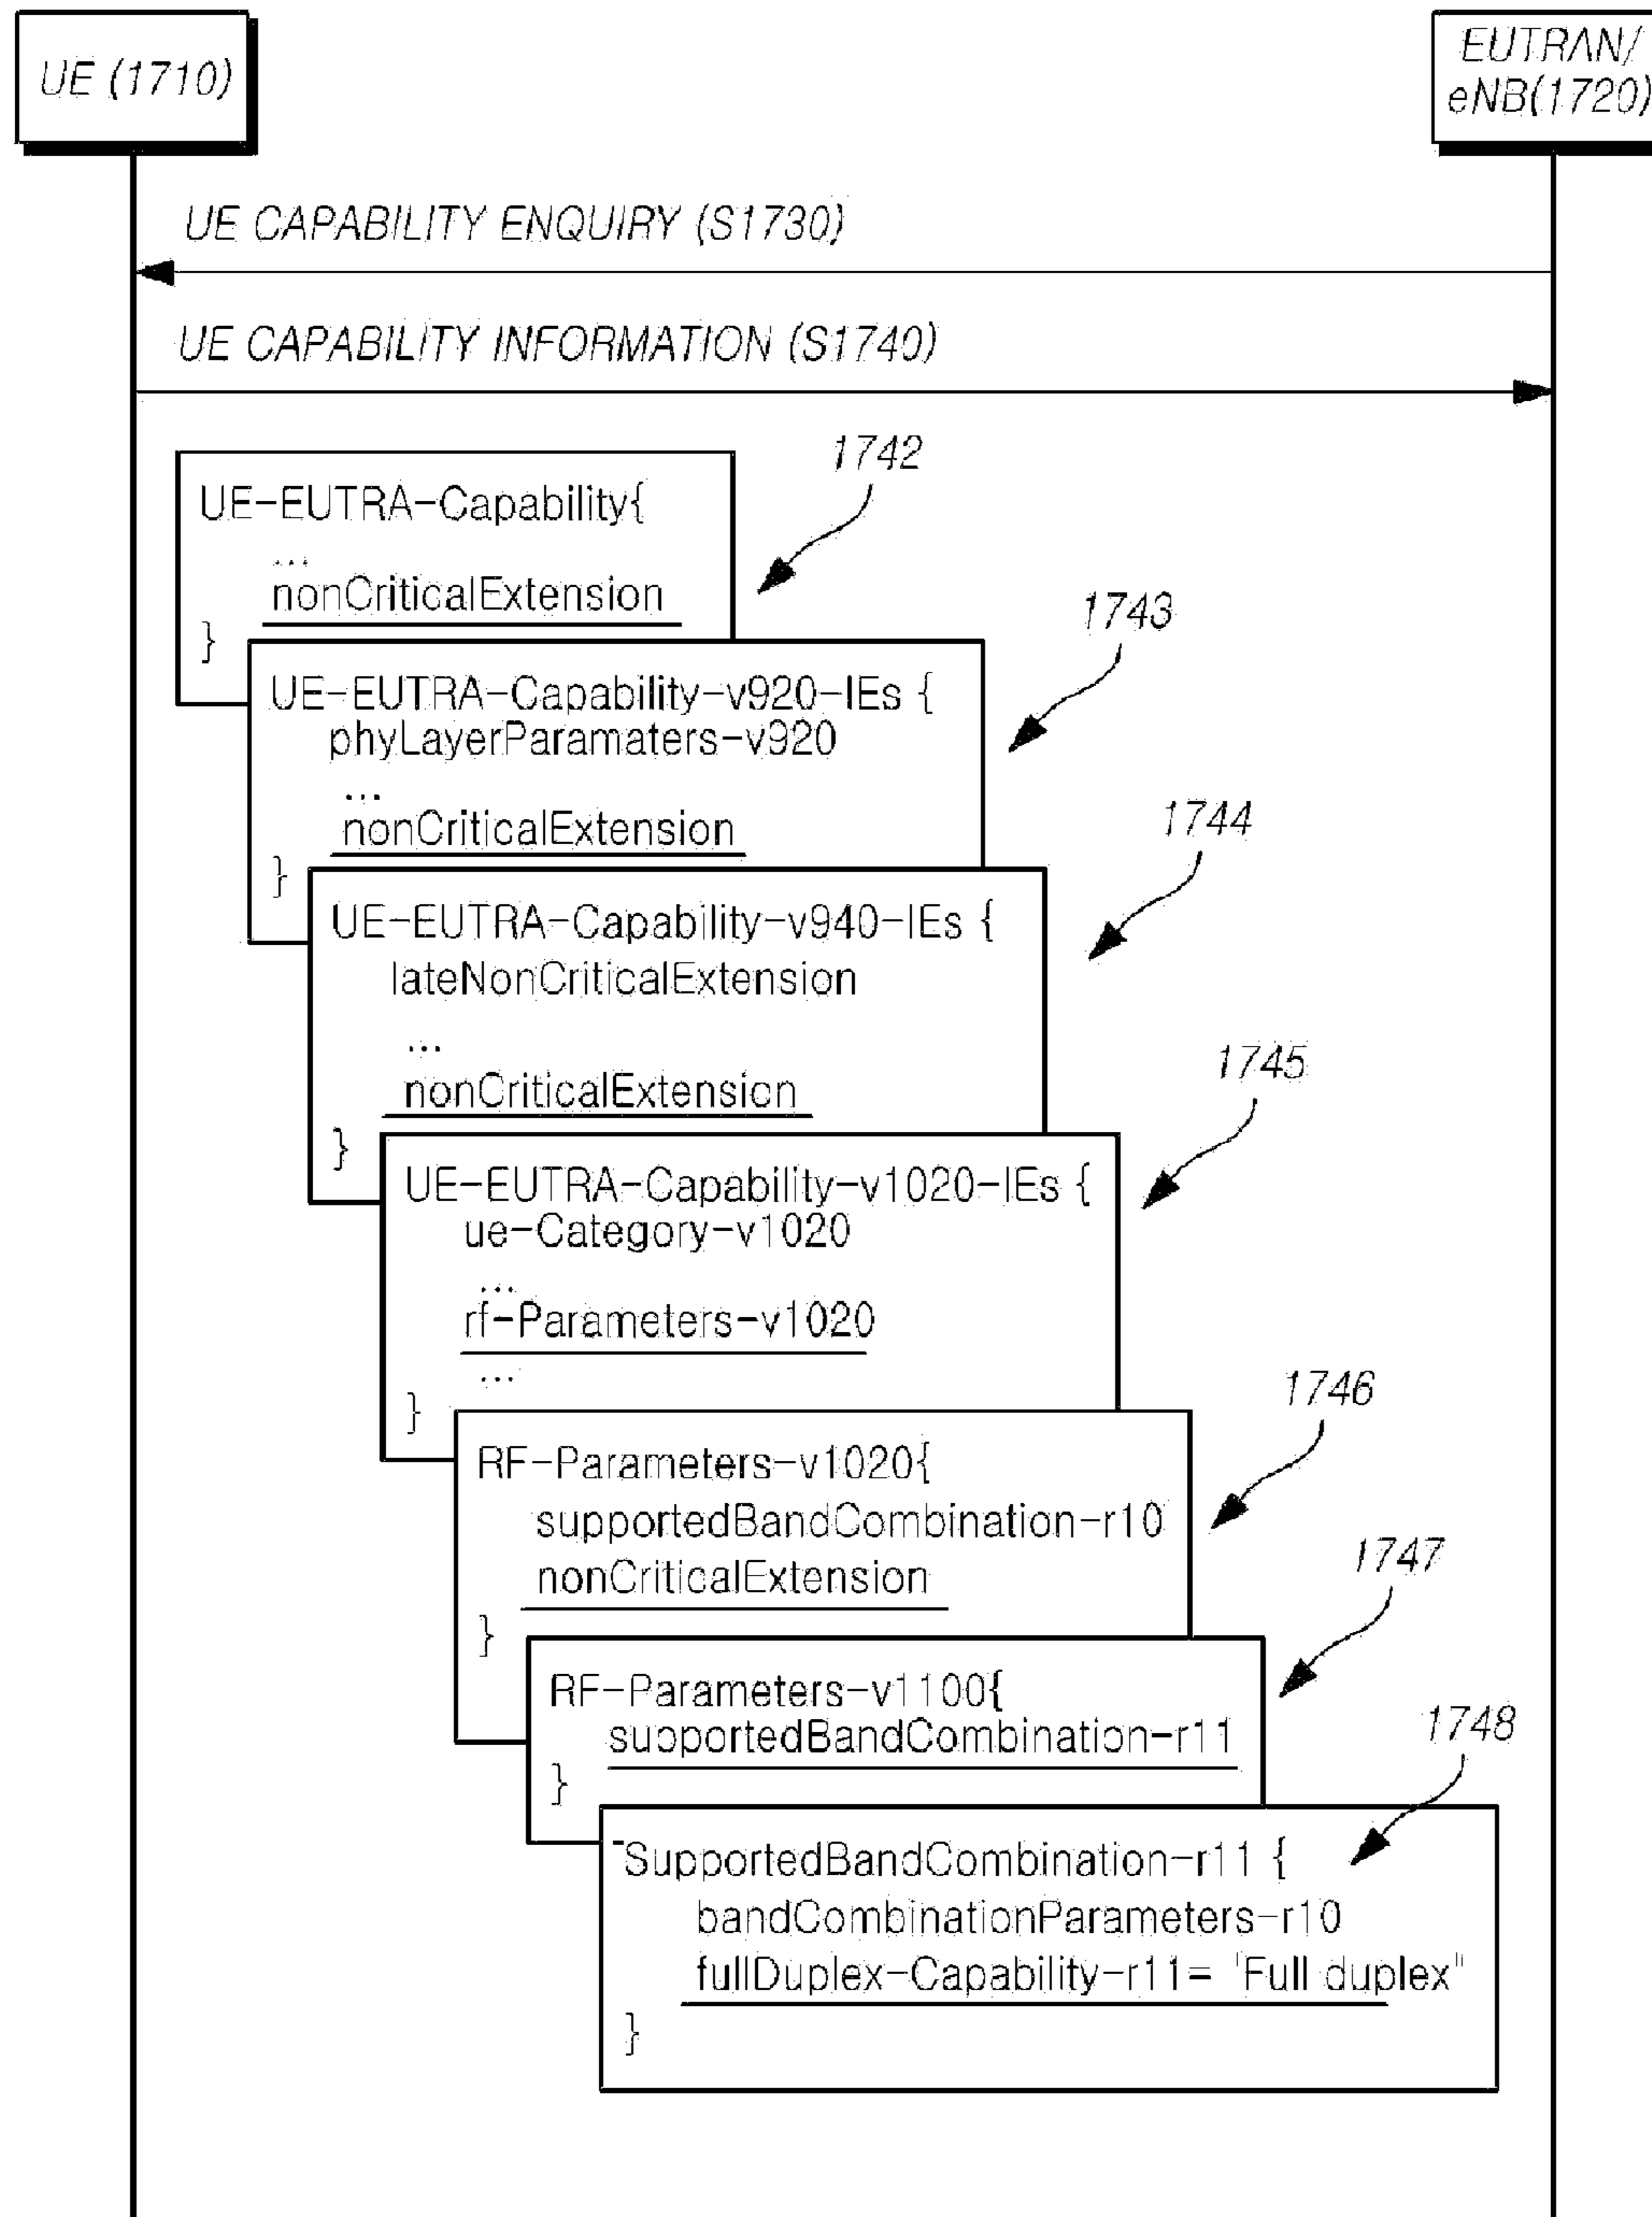 UE (1710)
EUTRAN/
eNB(1720)
UE CAPABILITY ENQUIRY (S1730)
UE CAPABILITY INFORMATION (S1740)
1742
UE-EUTRA-Capability{
...
nonCriticalExtension
}
1743
UE-EUTRA-Capability-v920-IEs {
phyLayerParamaters-v920
...
nonCriticalExtension
}
1744
UE-EUTRA-Capability-v940-IEs {
lateNonCriticalExtension
...
nonCriticalExtension
}
1745
UE-EUTRA-Capability-v1020-IEs {
ue-Category-v1020
...
rf-Parameters-v1020
...
}
1746
RF-Parameters-v1020{
supportedBandCombination-r10
nonCriticalExtension
}
1747
RF-Parameters-v1100{
supportedBandCombination-r11
}
1748
SupportedBandCombination-r11 {
bandCombinationParameters-r10
fullDuplex-Capability-r11= "Full duplex"
}